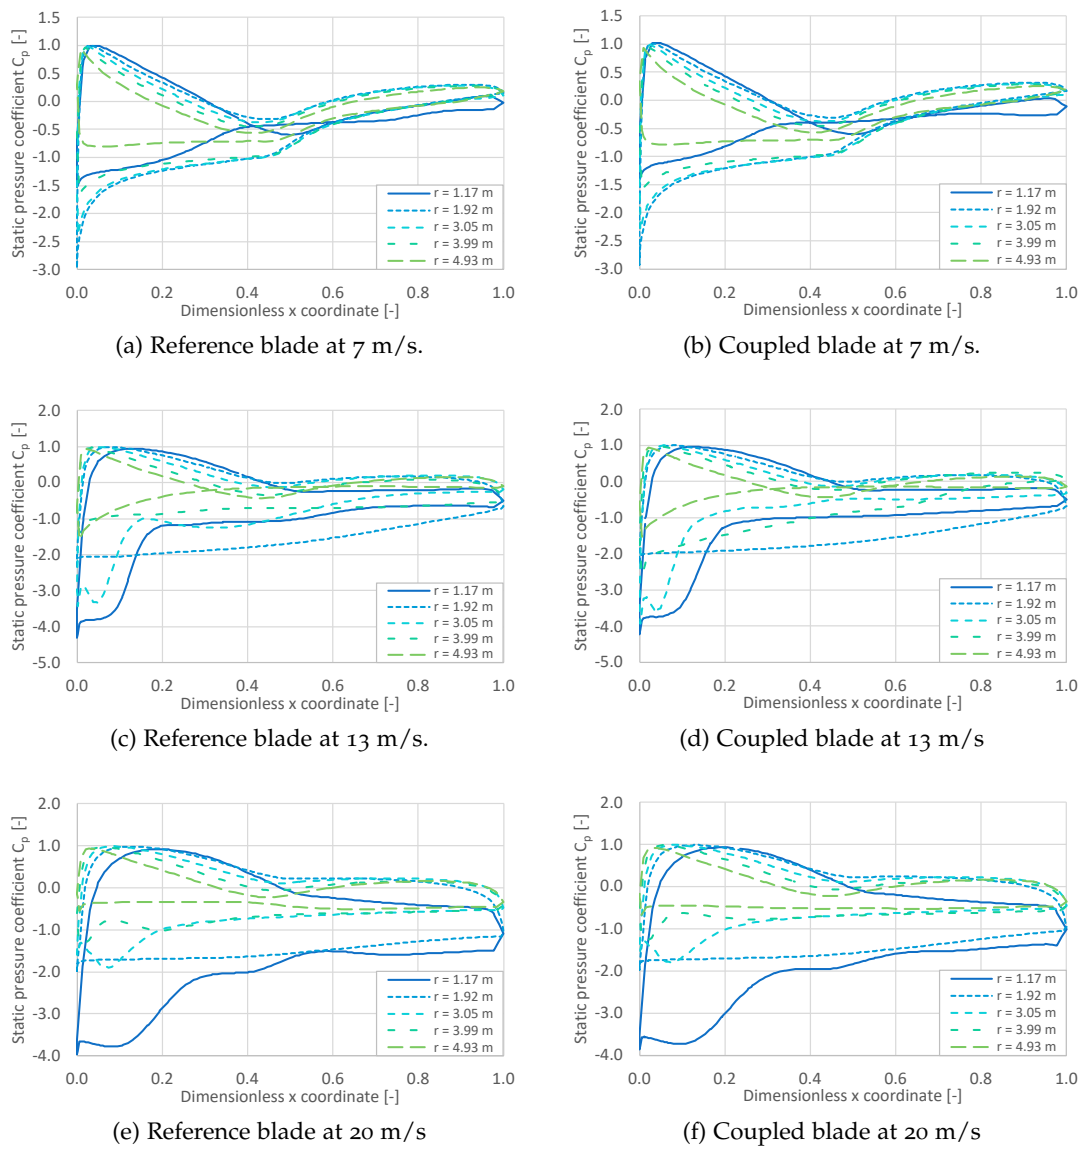 Static pressure coefficient Cp [-]
1.5
1.0
0.5
0.0
-0.5
-1.0
-1.5
-2.0
-2.5
-3.0
r = 1.17 m
r = 1.92 m
r = 3.05 m
r = 3.99 m
r = 4.93 m
0.0 0.2 0.4 0.6 0.8 1.0
Dimensionless x coordinate [-]
(a) Reference blade at 7 m/s.
Static pressure coefficient Cp [-]
1.5
1.0
0.5
0.0
-0.5
-1.0
-1.5
-2.0
-2.5
-3.0
r = 1.17 m
r = 1.92 m
r = 3.05 m
r = 3.99 m
r = 4.93 m
0.0 0.2 0.4 0.6 0.8 1.0
Dimensionless x coordinate [-]
(b) Coupled blade at 7 m/s.
Static pressure coefficient Cp [-]
2.0
1.0
0.0
-1.0
-2.0
-3.0
-4.0
-5.0
r = 1.17 m
r = 1.92 m
r = 3.05 m
r = 3.99 m
r = 4.93 m
0.0 0.2 0.4 0.6 0.8 1.0
Dimensionless x coordinate [-]
(c) Reference blade at 13 m/s.
Static pressure coefficient Cp [-]
2.0
1.0
0.0
-1.0
-2.0
-3.0
-4.0
-5.0
r = 1.17 m
r = 1.92 m
r = 3.05 m
r = 3.99 m
r = 4.93 m
0.0 0.2 0.4 0.6 0.8 1.0
Dimensionless x coordinate [-]
(d) Coupled blade at 13 m/s
Static pressure coefficient Cp [-]
2.0
1.0
0.0
-1.0
-2.0
-3.0
-4.0
r = 1.17 m
r = 1.92 m
r = 3.05 m
r = 3.99 m
r = 4.93 m
0.0 0.2 0.4 0.6 0.8 1.0
Dimensionless x coordinate [-]
(e) Reference blade at 20 m/s
Static pressure coefficient Cp [-]
2.0
1.0
0.0
-1.0
-2.0
-3.0
-4.0
r = 1.17 m
r = 1.92 m
r = 3.05 m
r = 3.99 m
r = 4.93 m
0.0 0.2 0.4 0.6 0.8 1.0
Dimensionless x coordinate [-]
(f) Coupled blade at 20 m/s